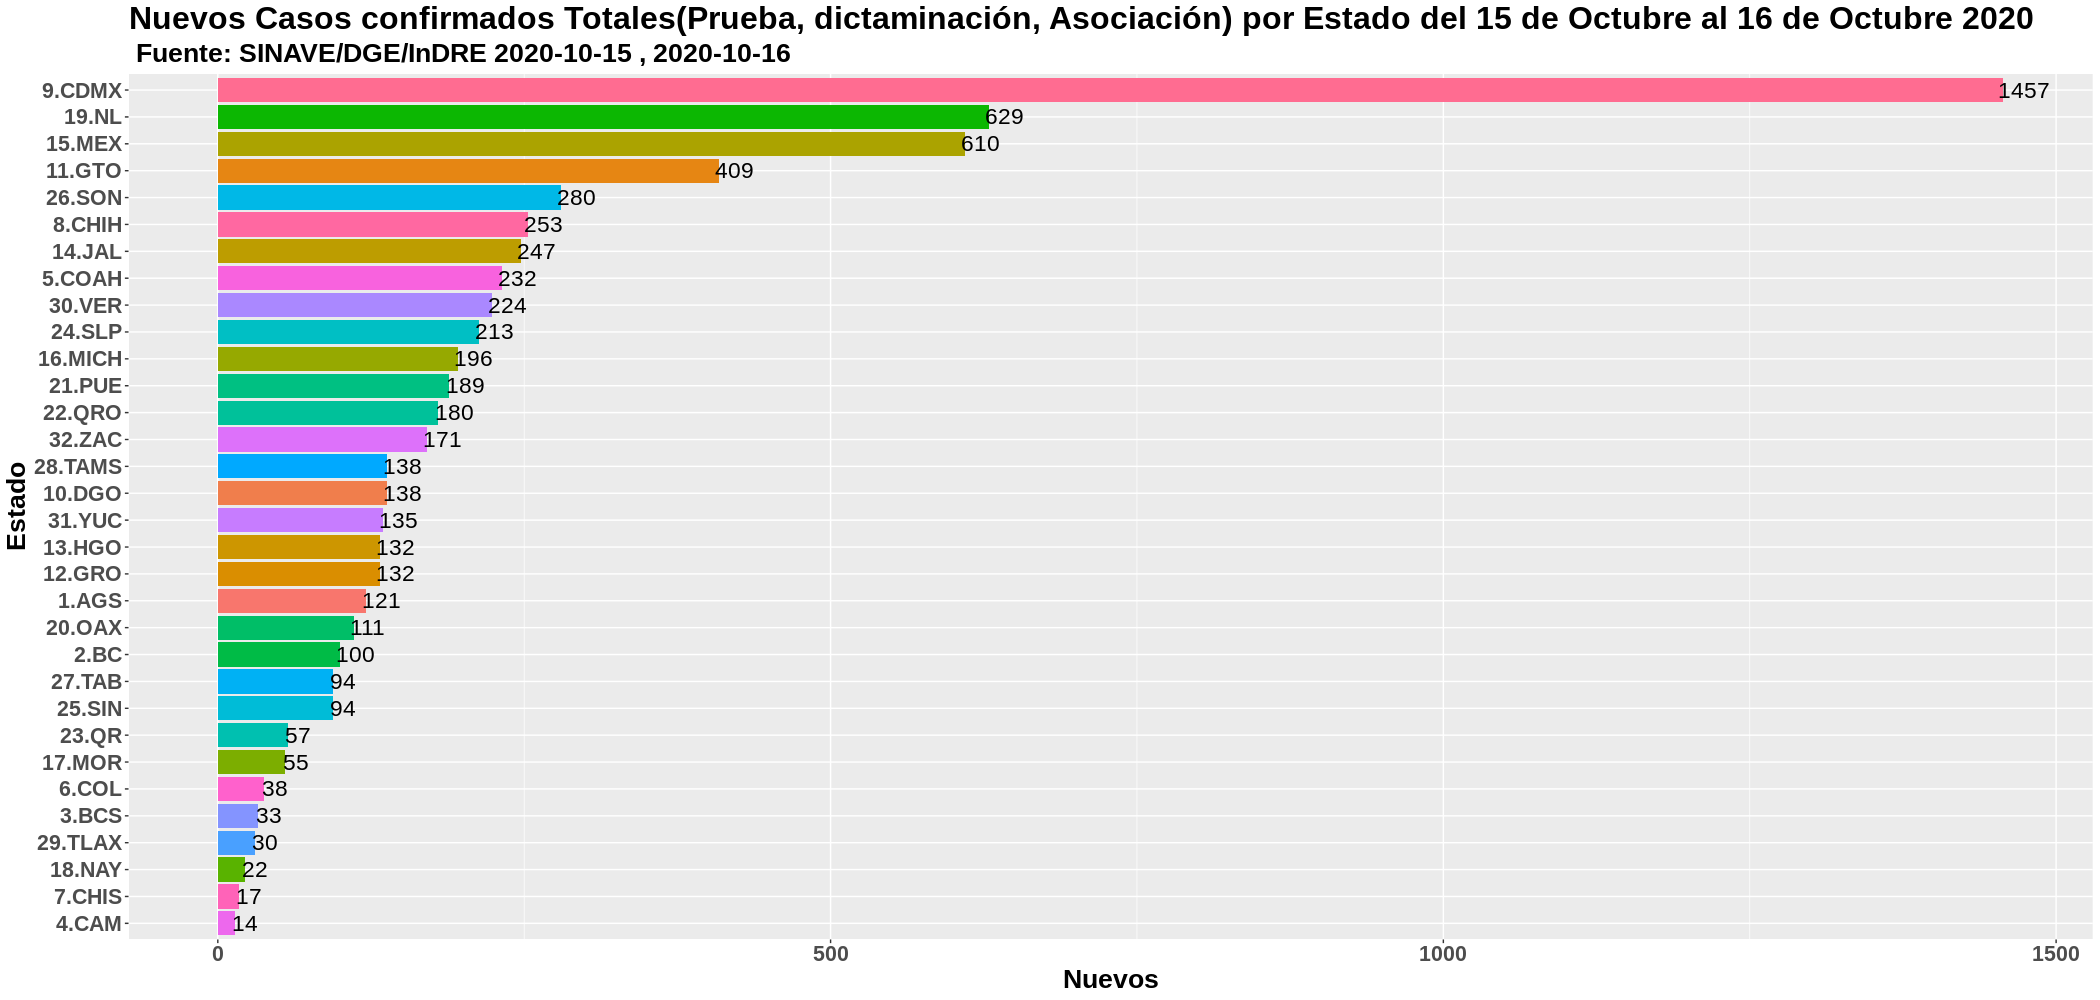 Nuevos Casos confirmados Totales(Prueba, dictaminación, Asociación) por Estado del 15 de Octubre al 16 de Octubre 2020
Fuente: SINAVE/DGE/InDRE 2020-10-15 , 2020-10-16
9.CDMX 1457
19.NL 629
15.MEX 610
11.GTO 409
26.SON 280
8.CHIH 253
14.JAL 247
5.COAH 232
30.VER 224
24.SLP 213
16.MICH 196
21.PUE 189
22.QRO 180
32.ZAC 171
28.TAMS 138
10.DGO 138
31.YUC 135
13.HGO 132
12.GRO 132
1.AGS 121
20.OAX 111
2.BC 100
27.TAB 94
25.SIN 94
23.QR 57
17.MOR 55
6.COL 38
3.BCS 33
29.TLAX 30
18.NAY 22
7.CHIS 17
4.CAM 14
Estado
0 500 1000 1500
Nuevos